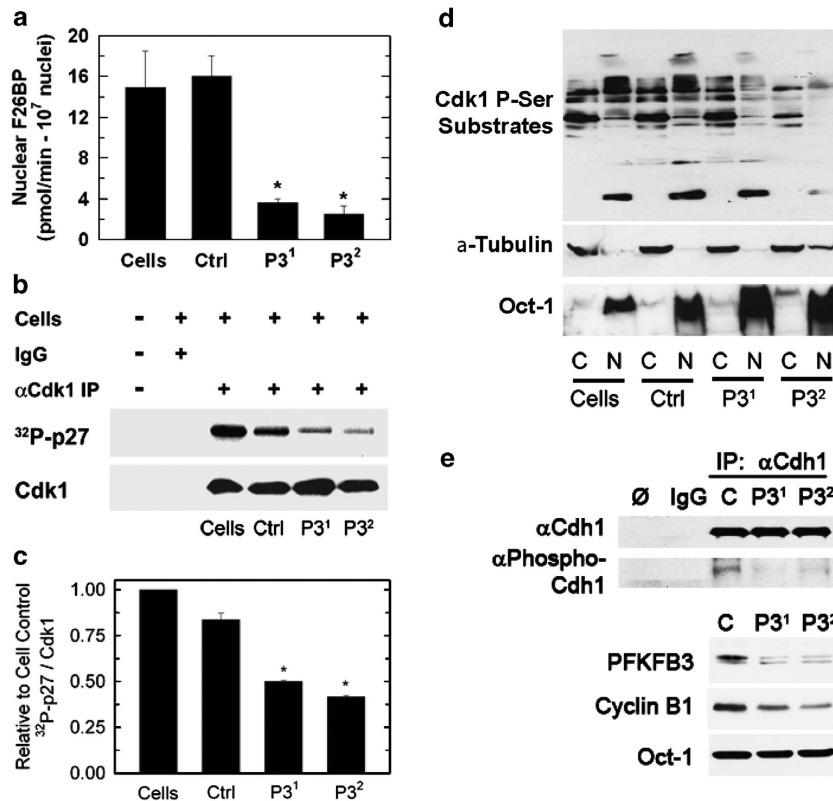 a
Nuclear F26BP
(pmol/min - 10⁷ nuclei)
20
16
12
8
4
0
* *
Cells Ctrl P3¹ P3²
b
Cells - + + + + +
IgG - +
αCdk1 IP - + + + +
³²P-p27
Cdk1
Cells Ctrl P3¹ P3²
c
Relative to Cell Control
³²P-p27 / Cdk1
1.00
0.75
0.50
0.25
0.00
* *
Cells Ctrl P3¹ P3²
d
Cdk1 P-Ser
Substrates
a-Tubulin
Oct-1
C N C N C N C N
Cells Ctrl P3¹ P3²
e
IP: αCdh1
Ø IgG C P3¹ P3²
αCdh1
αPhospho-
Cdh1
C P3¹ P3²
PFKFB3
Cyclin B1
Oct-1